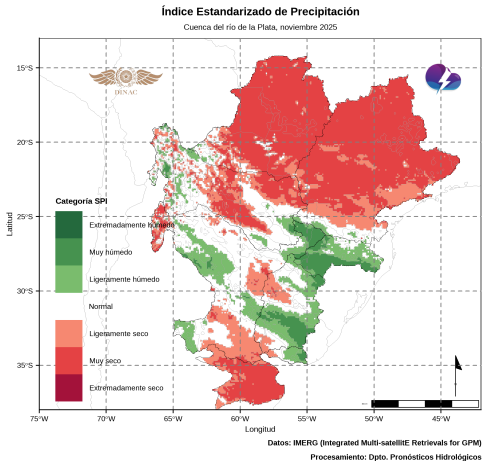 Índice Estandarizado de Precipitación
Cuenca del río de la Plata, noviembre 2025
15°S
20°S
25°S
30°S
35°S
Latitud
DINAC
Categoría SPI
Extremadamente húmedo
Muy húmedo
Ligeramente húmedo
Normal
Ligeramente seco
Muy seco
Extremadamente seco
75°W
70°W
65°W
60°W
55°W
50°W
45°W
Longitud
Datos: IMERG (Integrated Multi-satellitE Retrievals for GPM)
Procesamiento: Dpto. Pronósticos Hidrológicos